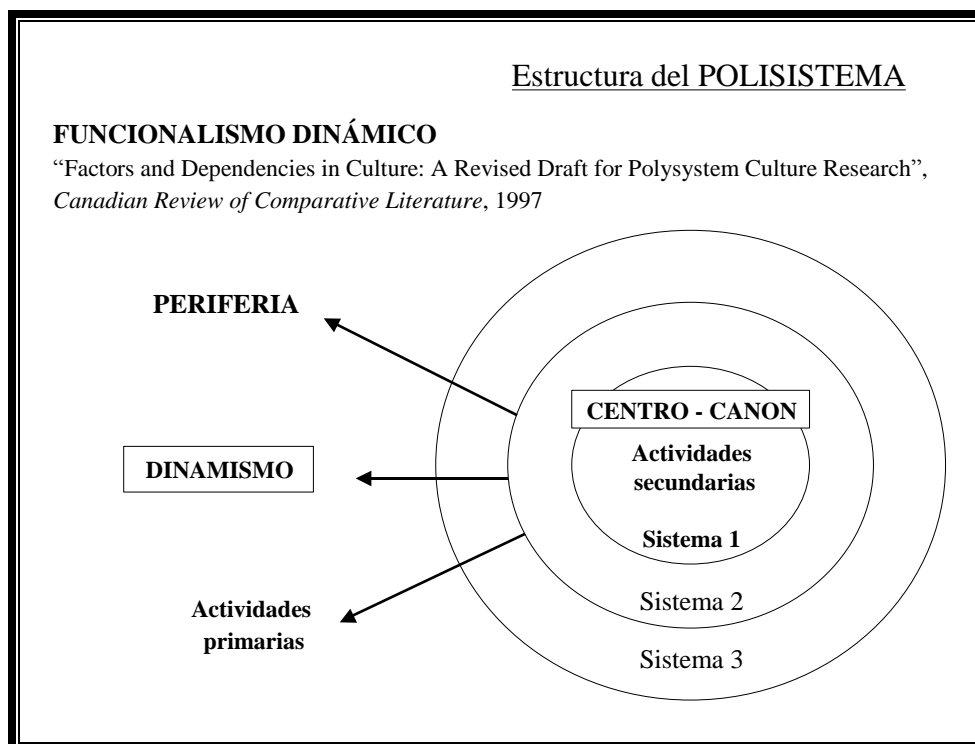 Estructura del POLISISTEMA
FUNCIONALISMO DINÁMICO
“Factors and Dependencies in Culture: A Revised Draft for Polysystem Culture Research”,
Canadian Review of Comparative Literature, 1997
PERIFERIA
CENTRO - CANON
Actividades
secundarias
DINAMISMO
Sistema 1
Sistema 2
Actividades
primarias
Sistema 3